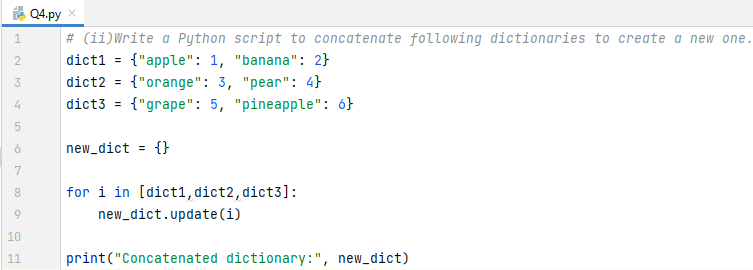 Q4.py
1 # (ii)Write a Python script to concatenate following dictionaries to create a new one.
2 dict1 = {"apple": 1, "banana": 2}
3 dict2 = {"orange": 3, "pear": 4}
4 dict3 = {"grape": 5, "pineapple": 6}
5
6 new_dict = {}
7
8 for i in [dict1,dict2,dict3]:
9     new_dict.update(i)
10
11 print("Concatenated dictionary:", new_dict)